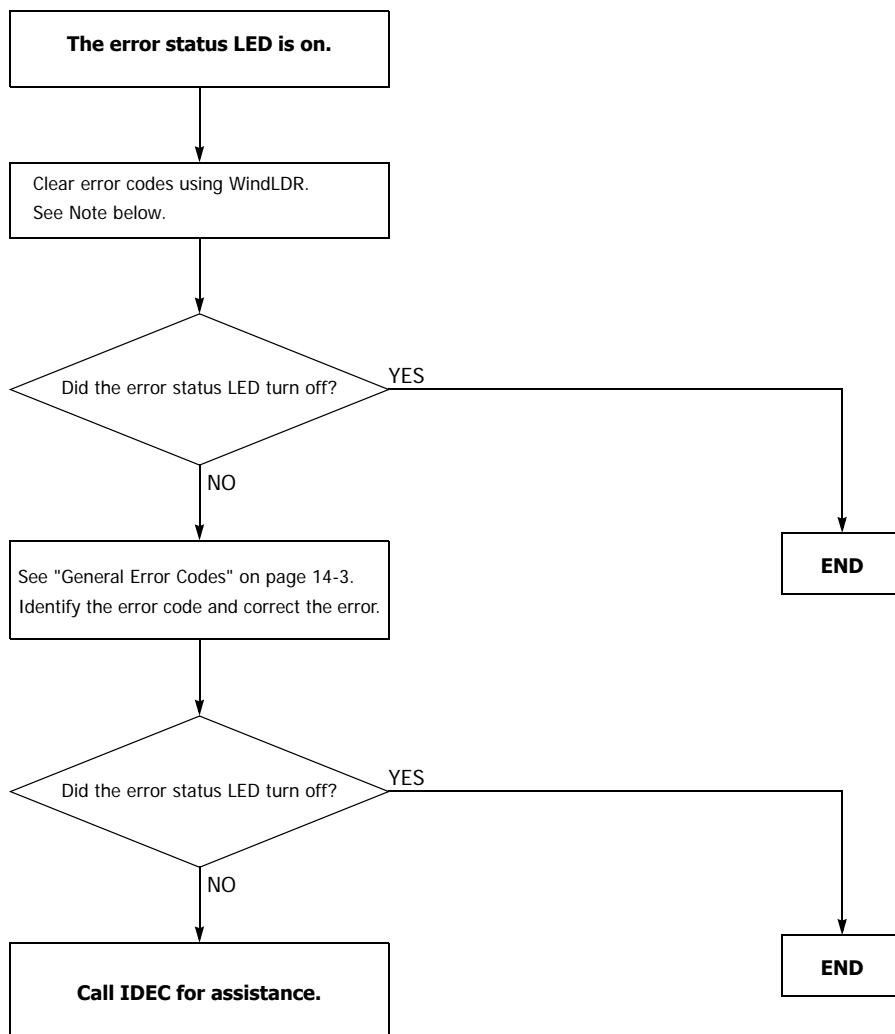 The error status LED is on.
Clear error codes using WindLDR.
See Note below.
Did the error status LED turn off?
YES
NO
END
See "General Error Codes" on page 14-3.
Identify the error code and correct the error.
Did the error status LED turn off?
YES
NO
END
Call IDEC for assistance.